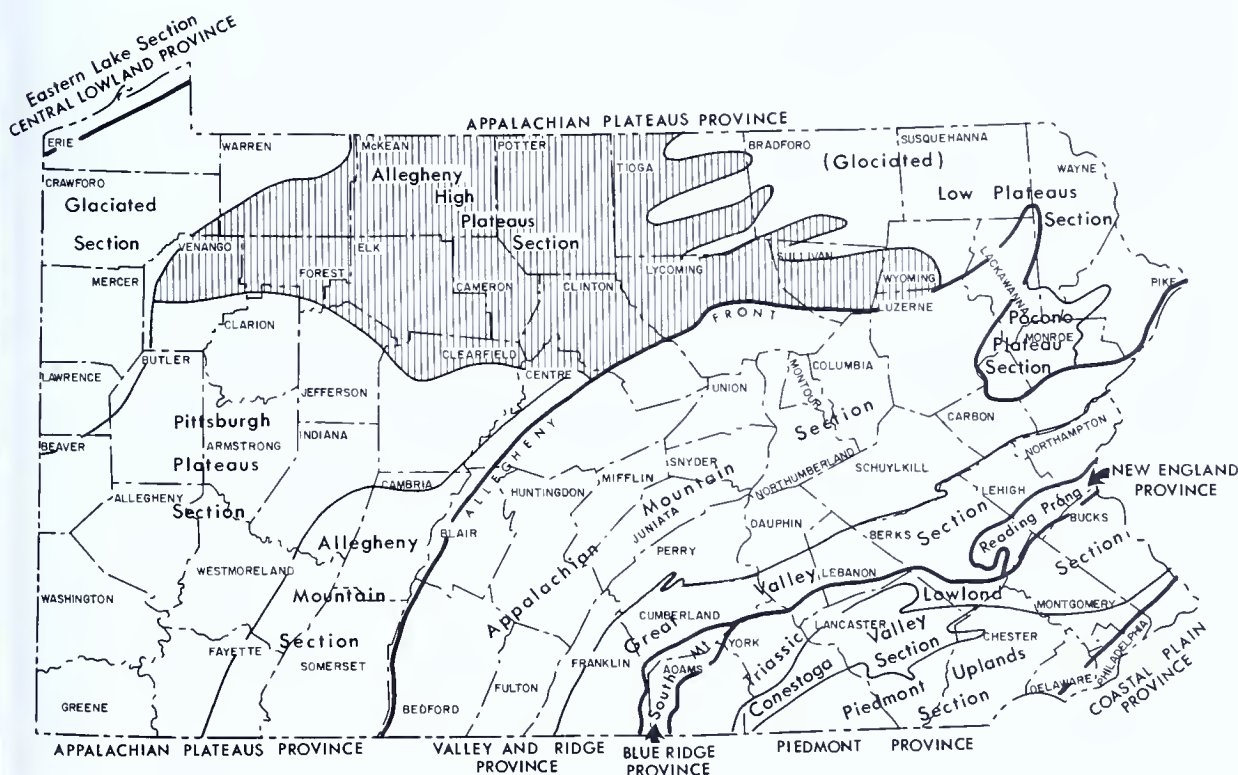 Eastern Lake Section
CENTRAL LOWLAND PROVINCE
APPALACHIAN PLATEAUS PROVINCE
ERIE
WARREN
McKEAN
POTTER
TIOGA
BRADFORD
SUSQUEHANNA
WAYNE
CRAWFORD
Glaciated
Section
Allegheny
High
Plateaus
Section
(Glociated)
Low Plateaus
Section
VENANGO
ELK
FOREST
MERCER
CAMERON
CLINTON
LYCOMING
SULLIVAN
WYOMING
LACKAWANNA
LUZERNE
PIKE
Pocono
MONROE
Plateau
Section
CLARION
CLEARFIELD
CENTRE
BUTLER
LAWRENCE
JEFFERSON
ALLEGHENY FRONT
UNION
MONTOUR
COLUMBIA
CARBON
NORTHAMPTON
BEAVER
Pittsburgh
ARMSTRONG
Plateaus
Section
INDIANA
ALLEGHENY
CAMBRIA
Appalachian Mountain Section
HUNTINGDON
MIFFLIN
SNYDER
JUNIATA
NORTHUMBERLAND
SCHUYLKILL
LEHIGH
NEW ENGLAND
PROVINCE
Reading Prong
BUCKS
BLAIR
PERRY
DAUPHIN
BERKS
LEBANON
WESTMORELAND
Allegheny
Mountain
Section
WASHINGTON
FAYETTE
SOMERSET
GREENE
BEDFORD
FULTON
FRANKLIN
CUMBERLAND
Great Valley Section
South Mt
ADAMS
YORK
Triassic Lowland Section
LANCASTER
Conestoga
Valley
Section
CHESTER
MONTGOMERY
Piedmont Uplands
Section
DELAWARE
PHILADELPHIA
COASTAL PLAIN
PROVINCE
APPALACHIAN PLATEAUS PROVINCE
VALLEY AND RIDGE
PROVINCE
BLUE RIDGE
PROVINCE
PIEDMONT PROVINCE